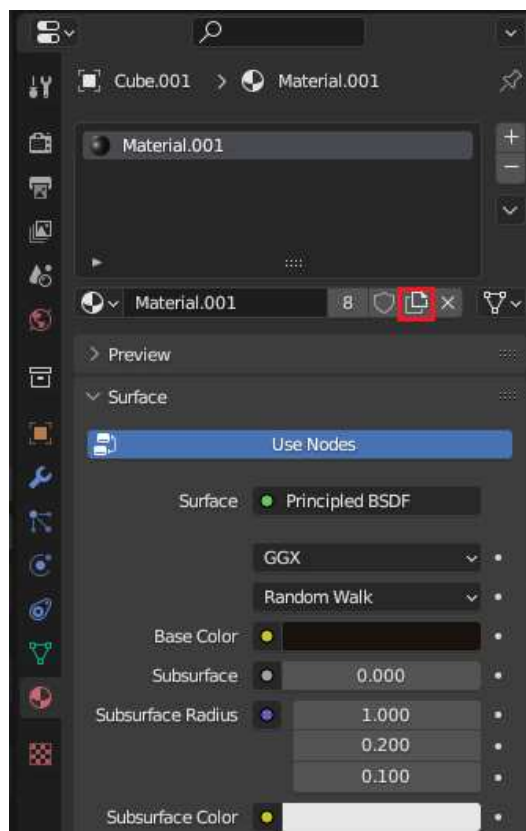 Cube.001 > Material.001
Material.001
Material.001 8
Preview
Surface
Use Nodes
Surface Principled BSDF
GGX
Random Walk
Base Color
Subsurface 0.000
Subsurface Radius 1.000
0.200
0.100
Subsurface Color